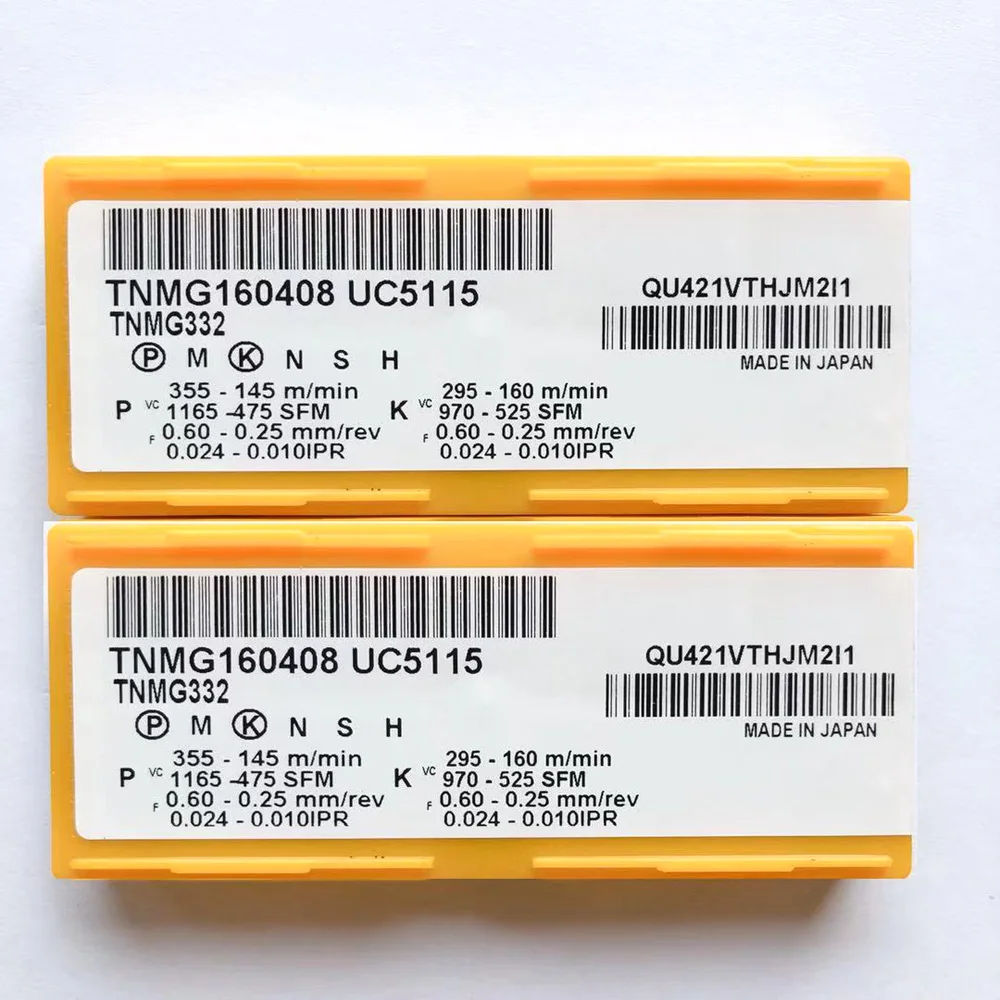 TNMG160408 UC5115
TNMG332
P M K N S H
355 - 145 m/min
P VC 1165 -475 SFM
F 0.60 - 0.25 mm/rev
0.024 - 0.010IPR
295 - 160 m/min
K VC 970 - 525 SFM
F 0.60 - 0.25 mm/rev
0.024 - 0.010IPR
QU421VTHJM2I1
MADE IN JAPAN
TNMG160408 UC5115
TNMG332
P M K N S H
355 - 145 m/min
P VC 1165 -475 SFM
F 0.60 - 0.25 mm/rev
0.024 - 0.010IPR
295 - 160 m/min
K VC 970 - 525 SFM
F 0.60 - 0.25 mm/rev
0.024 - 0.010IPR
QU421VTHJM2I1
MADE IN JAPAN